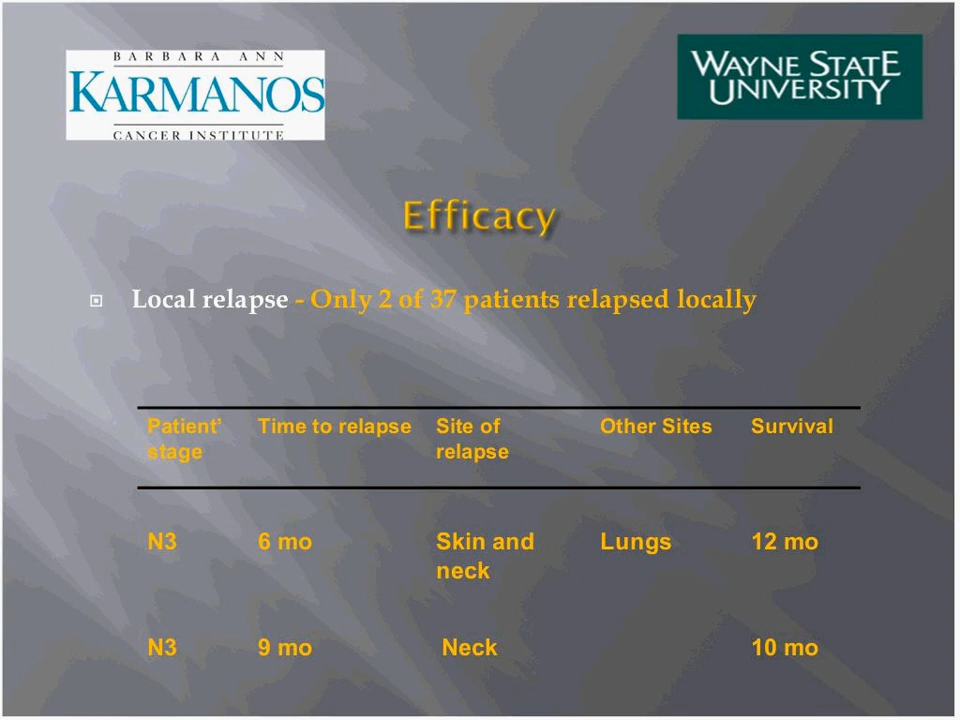 BARBARA ANN
KARMANOS
CANCER INSTITUTE
WAYNE STATE
UNIVERSITY
Efficacy
Local relapse - Only 2 of 37 patients relapsed locally
Patient’ Time to relapse Site of Other Sites Survival
stage relapse
N3 6 mo Skin and Lungs 12 mo
neck
N3 9 mo Neck 10 mo